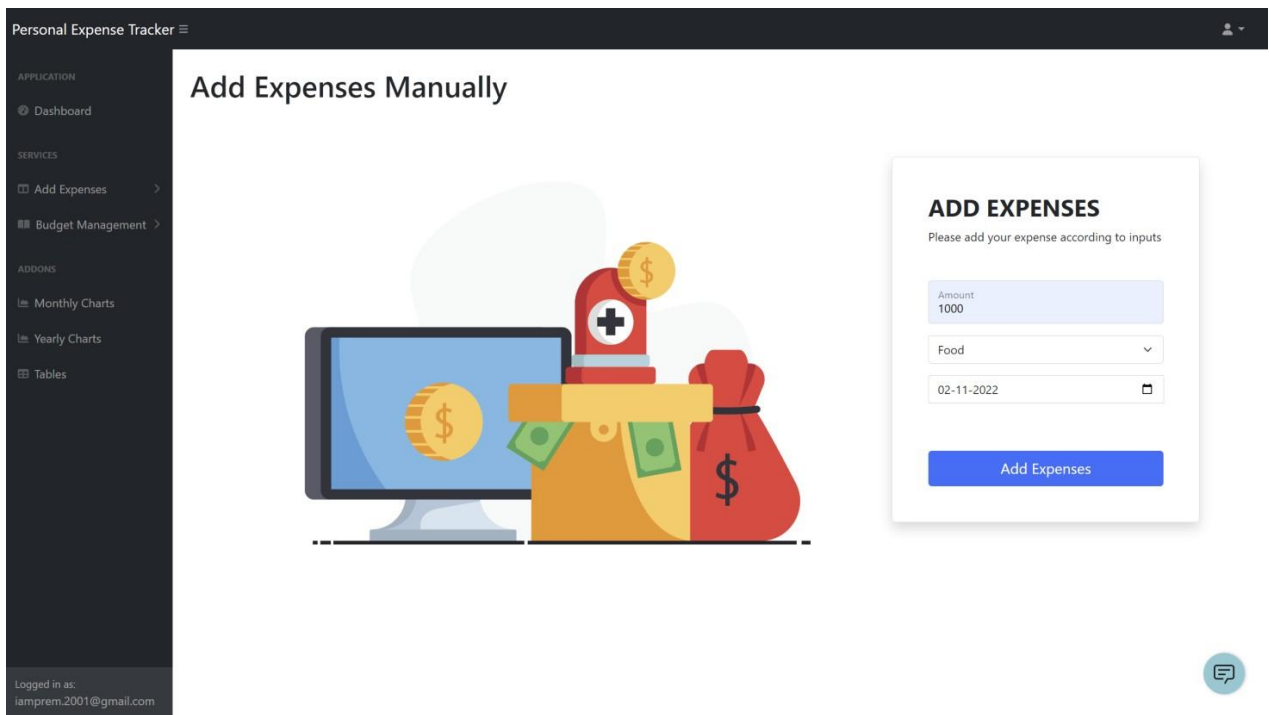 Personal Expense Tracker
APPLICATION
Dashboard
SERVICES
Add Expenses
Budget Management
ADDONS
Monthly Charts
Yearly Charts
Tables
Logged in as:
iamprem.2001@gmail.com
Add Expenses Manually
$
$
$
ADD EXPENSES
Please add your expense according to inputs
Amount
1000
Food
02-11-2022
Add Expenses